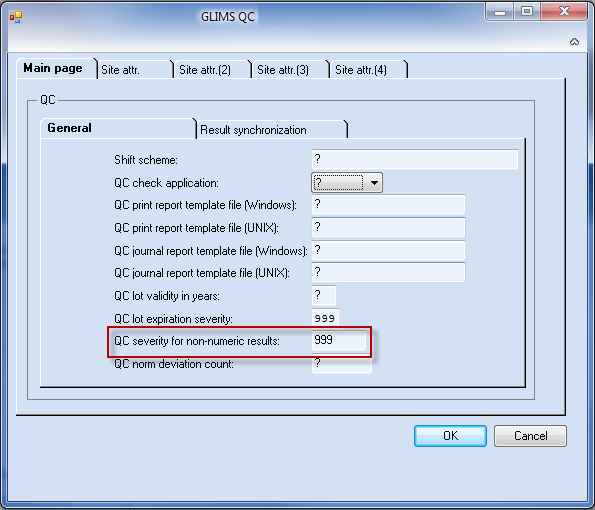 GLIMS QC
Main page Site attr. Site attr.(2) Site attr.(3) Site attr.(4)
QC
General Result synchronization
Shift scheme: ?
QC check application: ?
QC print report template file (Windows): ?
QC print report template file (UNIX): ?
QC journal report template file (Windows): ?
QC journal report template file (UNIX): ?
QC lot validity in years: ?
QC lot expiration severity: 999
QC severity for non-numeric results: 999
QC norm deviation count: ?
OK Cancel